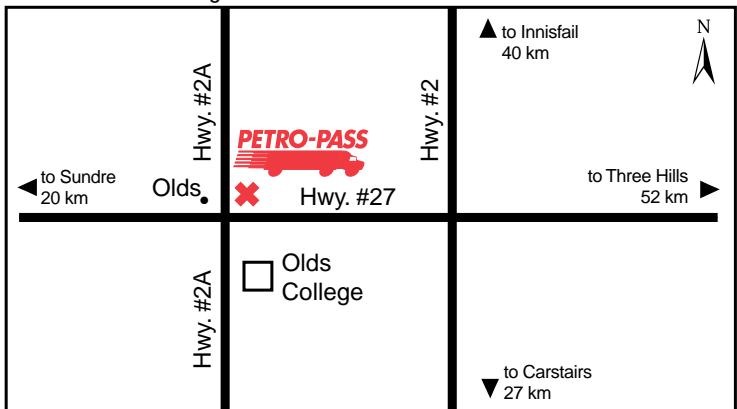 to Innisfail
40 km
N
Hwy. #2A
Hwy. #2
PETRO-PASS
to Sundre
20 km
Olds
Hwy. #27
to Three Hills
52 km
Olds
College
Hwy. #2A
to Carstairs
27 km